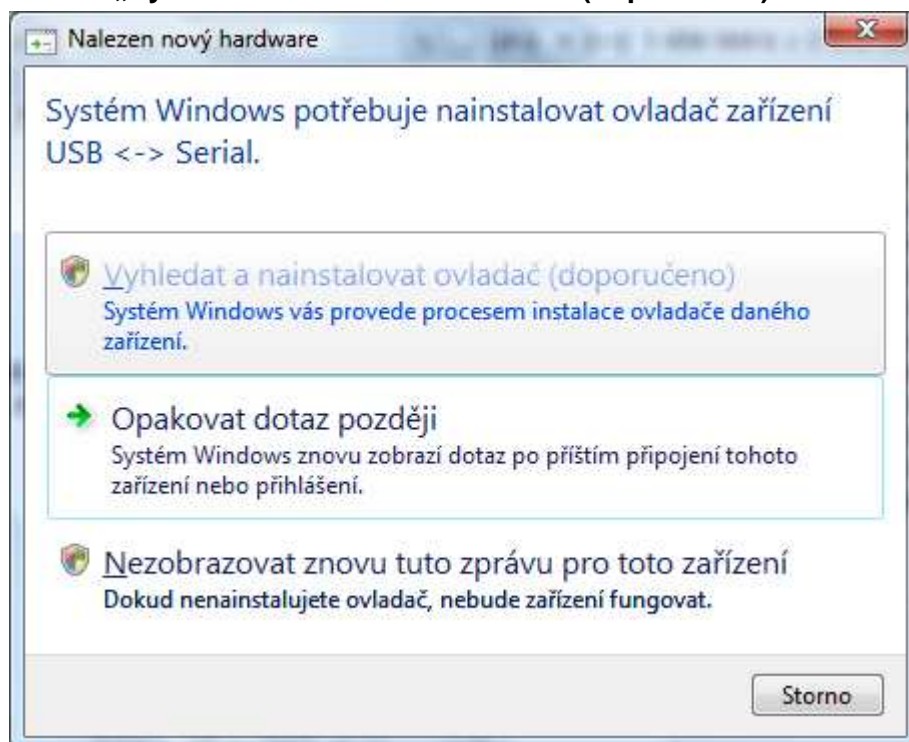 Nalezen nový hardware
Systém Windows potřebuje nainstalovat ovladač zařízení
USB <-> Serial.
Vyhledat a nainstalovat ovladač (doporučeno)
Systém Windows vás provede procesem instalace ovladače daného
zařízení.
Opakovat dotaz později
Systém Windows znovu zobrazí dotaz po příštím připojení tohoto
zařízení nebo přihlášení.
Nezobrazovat znovu tuto zprávu pro toto zařízení
Dokud nenainstalujete ovladač, nebude zařízení fungovat.
Storno